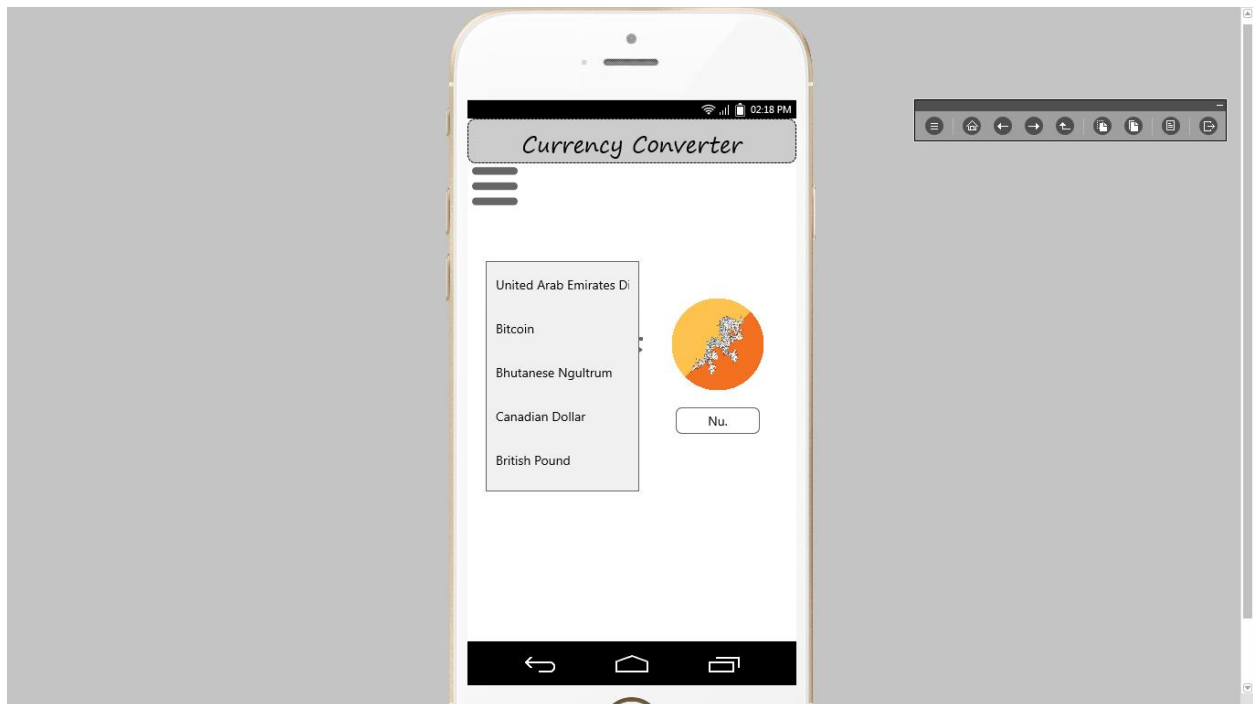 02:18 PM
Currency Converter
United Arab Emirates Di
Bitcoin
Bhutanese Ngultrum
Canadian Dollar
British Pound
Nu.